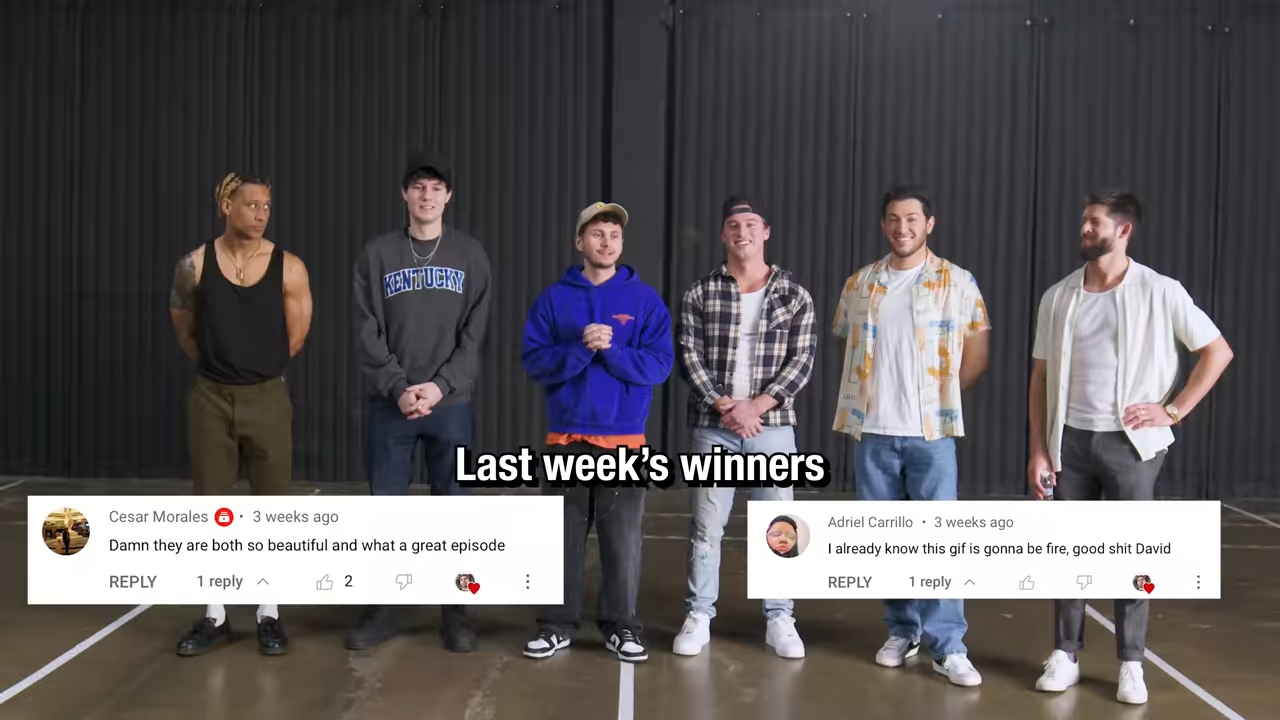 KENTUCKY
Last week's winners
Cesar Morales • 3 weeks ago
Damn they are both so beautiful and what a great episode
REPLY 1 reply 2
Adriel Carrillo • 3 weeks ago
I already know this gif is gonna be fire, good shit David
REPLY 1 reply